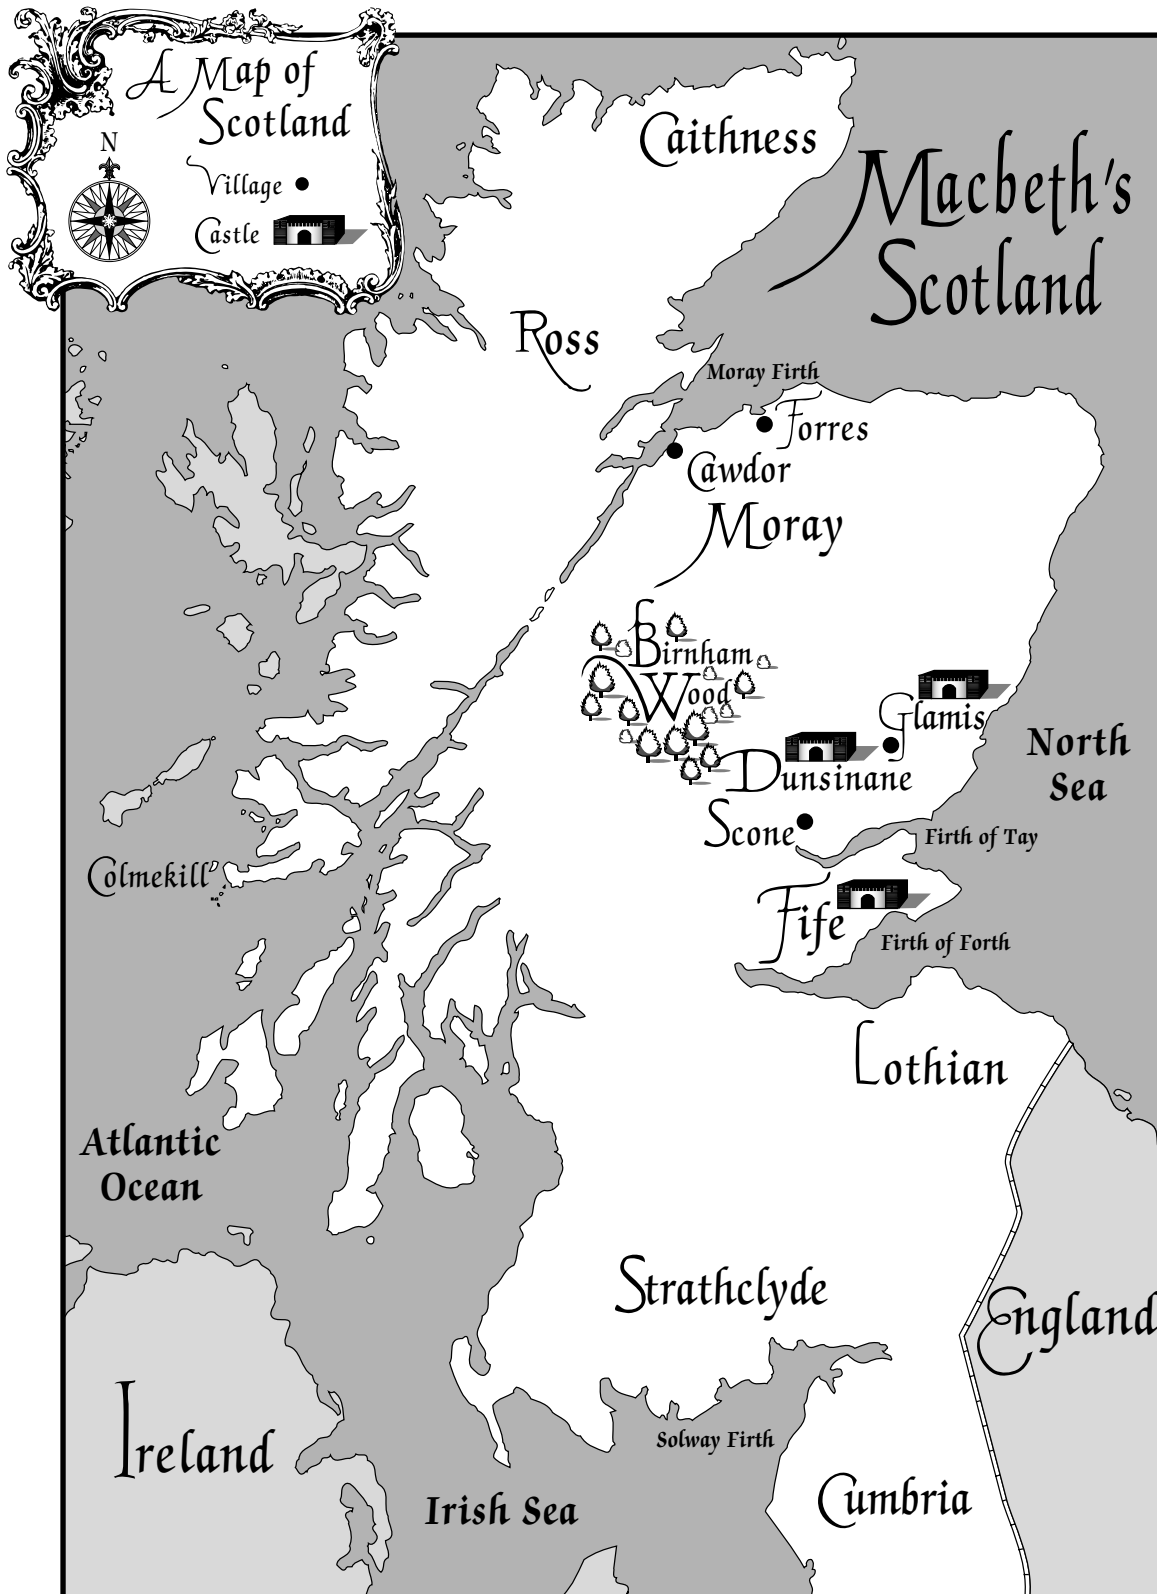 A Map of
Scotland
N
Village
Castle
Caithness
Macbeth's
Scotland
Ross
Moray Firth
Forres
Cawdor
Moray
Birnham
Wood
Glamis
Dunsinane
North
Sea
Scone
Firth of Tay
Colmekill
Fife
Firth of Forth
Lothian
Atlantic
Ocean
Strathclyde
England
Ireland
Solway Firth
Irish Sea
Cumbria